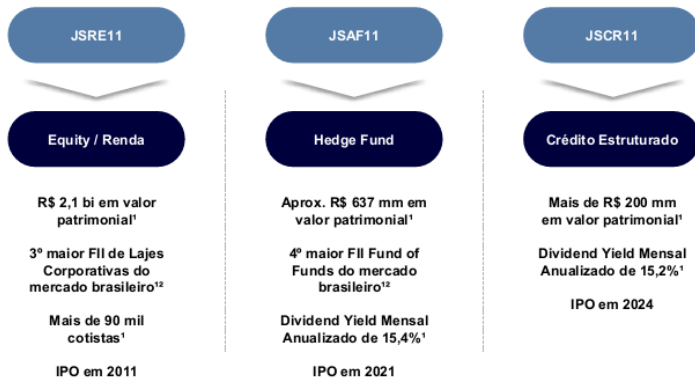 JSRE11
JSAF11
JSCR11
Equity / Renda
Hedge Fund
Crédito Estruturado
R$ 2,1 bi em valor
patrimonial¹
3º maior FII de Lajes
Corporativas do
mercado brasileiro¹²
Mais de 90 mil
cotistas¹
IPO em 2011
Aprox. R$ 637 mm em
valor patrimonial¹
4º maior FII Fund of
Funds do mercado
brasileiro¹²
Dividend Yield Mensal
Anualizado de 15,4%¹
IPO em 2021
Mais de R$ 200 mm
em valor patrimonial¹
Dividend Yield Mensal
Anualizado de 15,2%¹
IPO em 2024